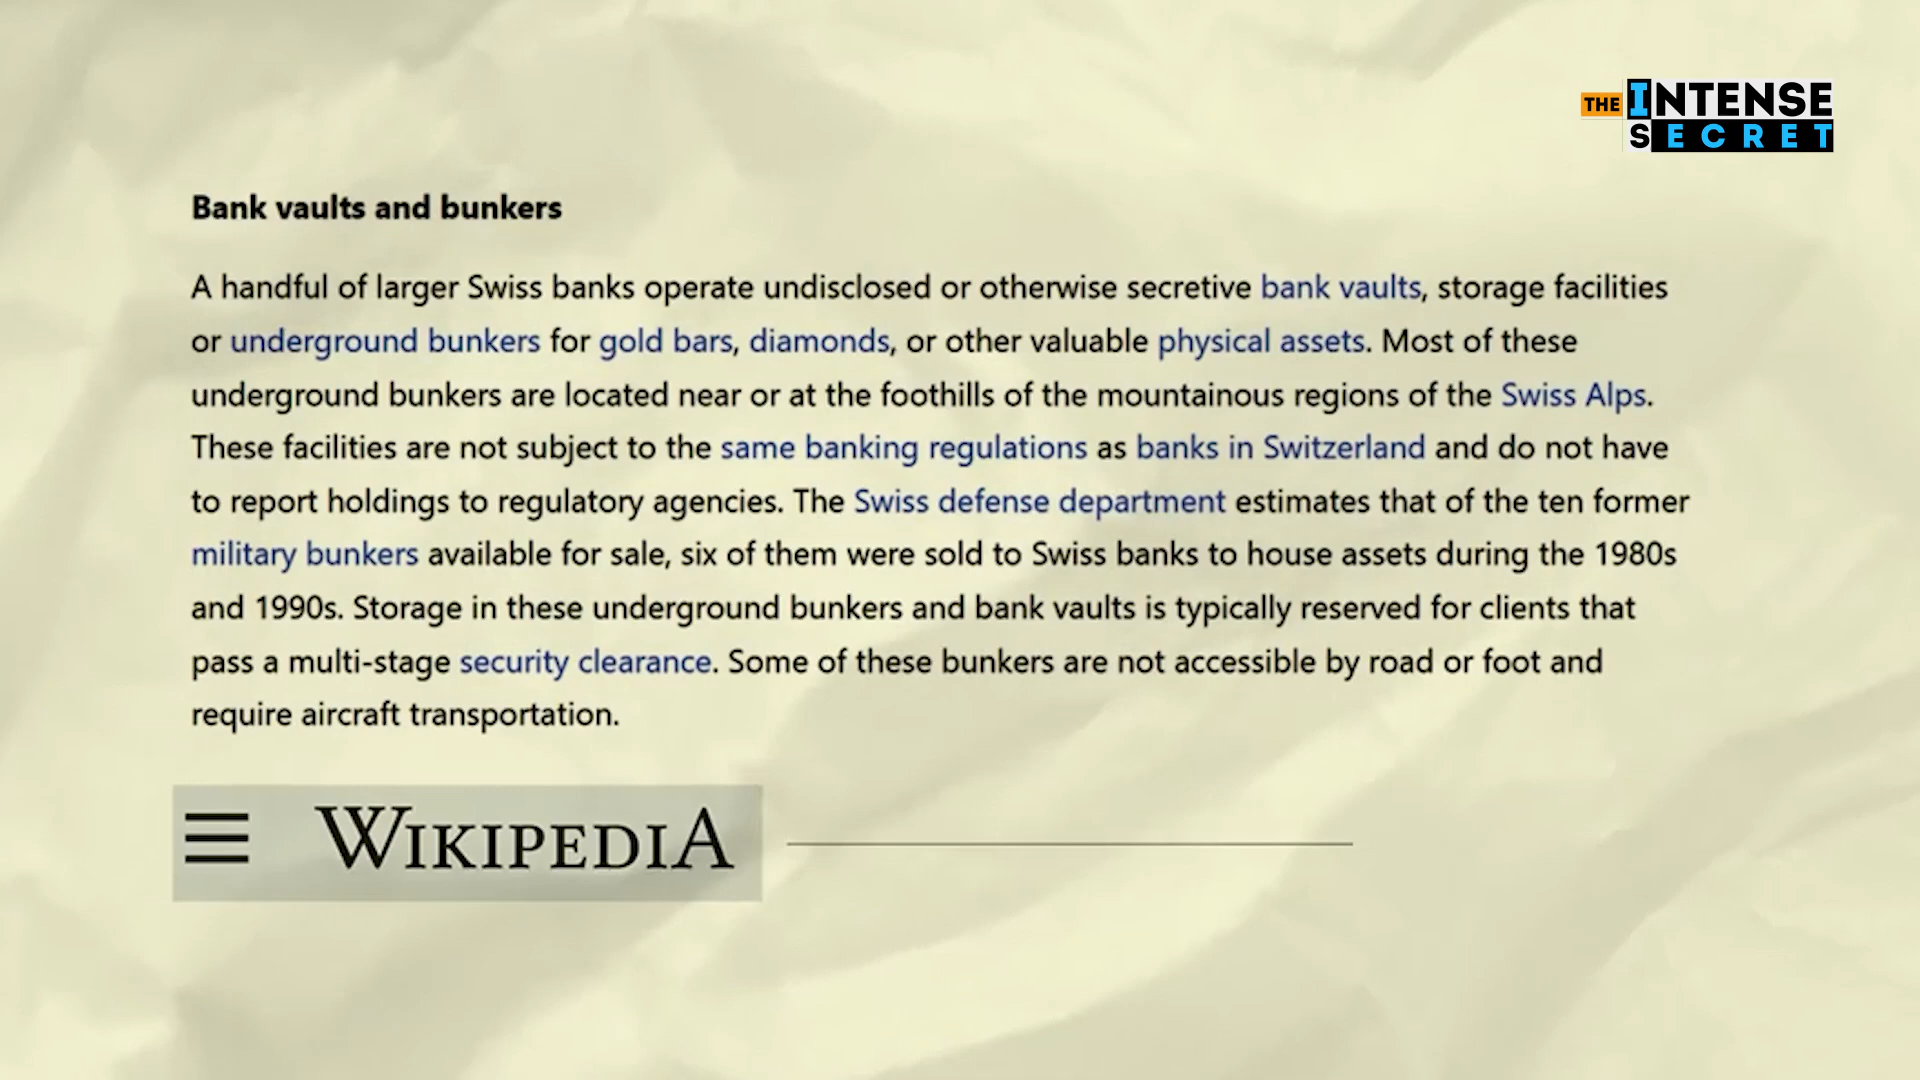 THE INTENSE
SECRET
Bank vaults and bunkers
A handful of larger Swiss banks operate undisclosed or otherwise secretive bank vaults, storage facilities
or underground bunkers for gold bars, diamonds, or other valuable physical assets. Most of these
underground bunkers are located near or at the foothills of the mountainous regions of the Swiss Alps.
These facilities are not subject to the same banking regulations as banks in Switzerland and do not have
to report holdings to regulatory agencies. The Swiss defense department estimates that of the ten former
military bunkers available for sale, six of them were sold to Swiss banks to house assets during the 1980s
and 1990s. Storage in these underground bunkers and bank vaults is typically reserved for clients that
pass a multi-stage security clearance. Some of these bunkers are not accessible by road or foot and
require aircraft transportation.
WIKIPEDIA